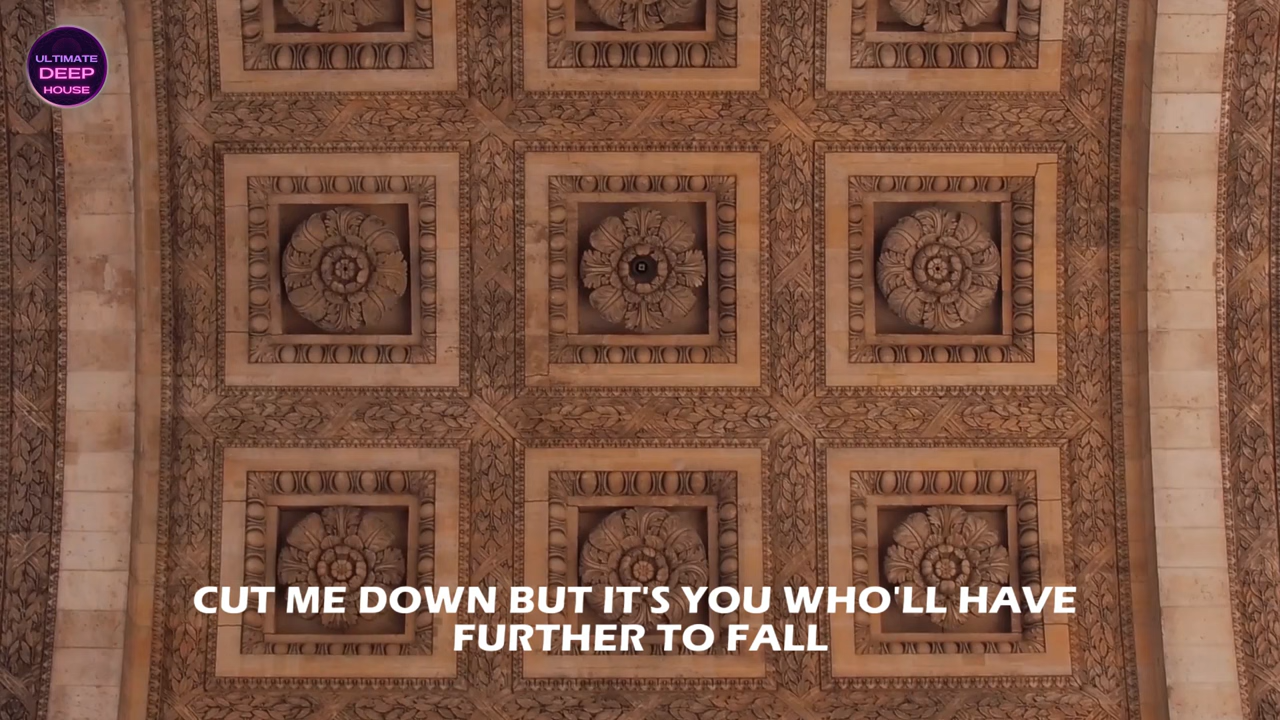 ULTIMATE
DEEP
HOUSE
CUT ME DOWN BUT IT'S YOU WHO'LL HAVE
FURTHER TO FALL